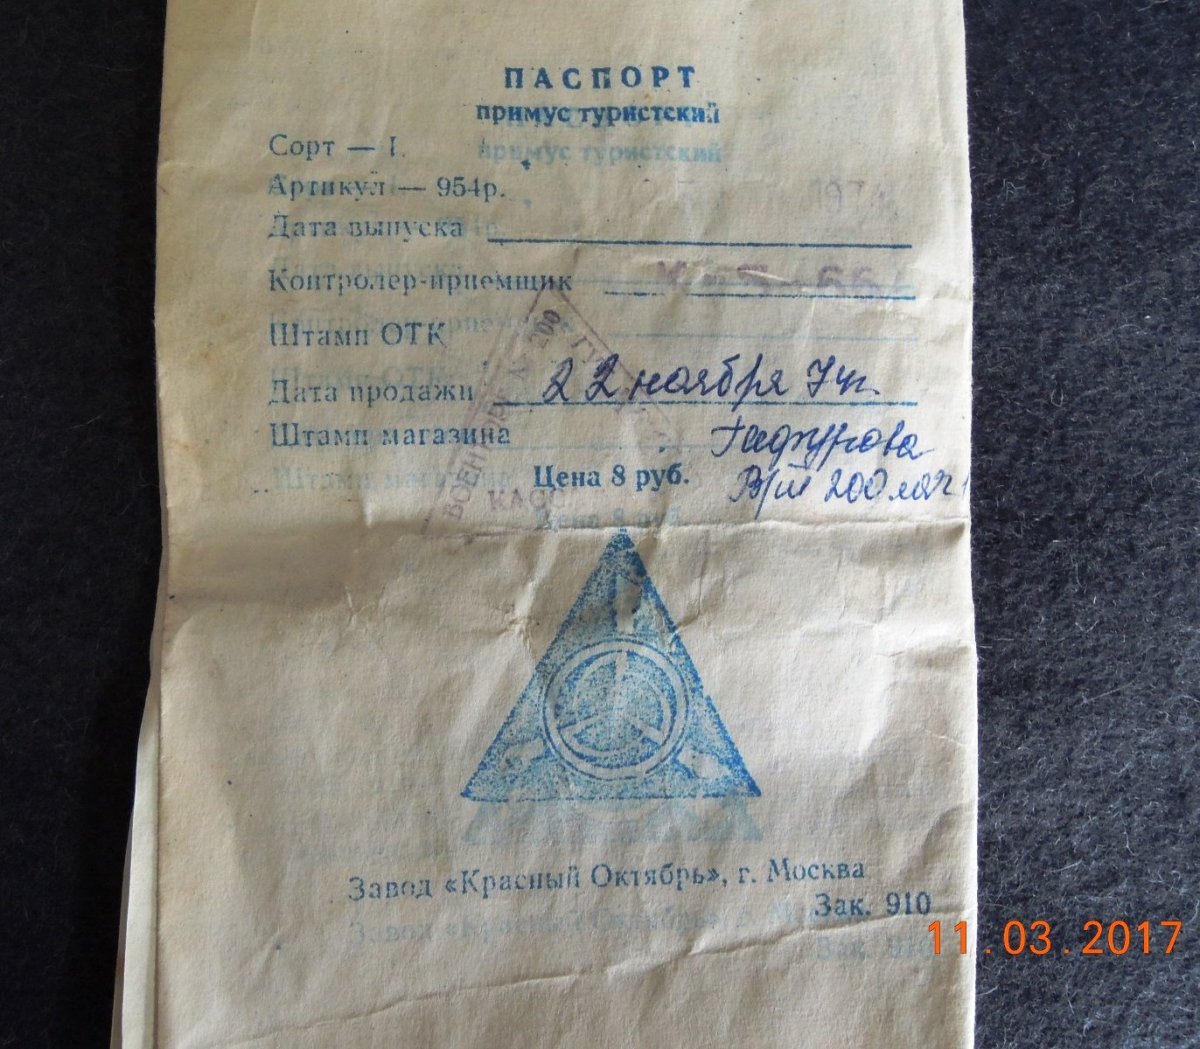 ПАСПОРТ
примус туристский
Сорт — I.
Артикул — 954р.
Дата выпуска
Контролер-приемщик
Штамп ОТК
Дата продажи 22 ноября
Штамп магазина
Цена 8 руб.
КАСС
Завод «Красный Октябрь», г. Москва
Зак. 910
11.03.2017